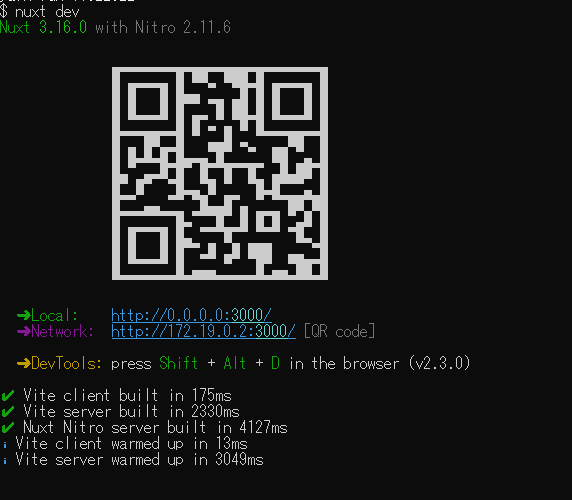 $ nuxt dev
Nuxt 3.16.0 with Nitro 2.11.6
➜Local: http://0.0.0.0:3000/
➜Network: http://172.19.0.2:3000/ [QR code]
➜DevTools: press Shift + Alt + D in the browser (v2.3.0)
✔ Vite client built in 175ms
✔ Vite server built in 2330ms
✔ Nuxt Nitro server built in 4127ms
ℹ Vite client warmed up in 13ms
ℹ Vite server warmed up in 3049ms